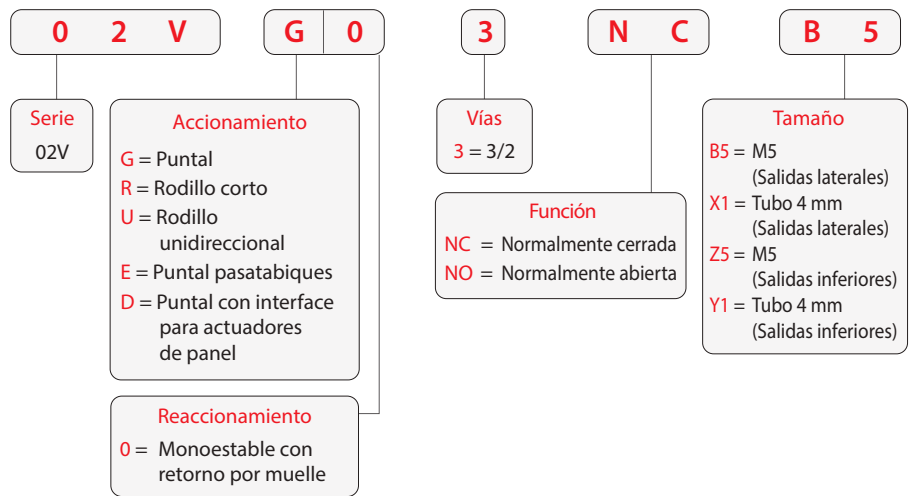 0 2 V G 0 3 N C B 5
Serie
02V
Accionamiento
G = Puntal
R = Rodillo corto
U = Rodillo
unidireccional
E = Puntal pasatabiques
D = Puntal con interface
para actuadores
de panel
Reaccionamiento
0 = Monoestable con
retorno por muelle
Vías
3 = 3/2
Función
NC = Normalmente cerrada
NO = Normalmente abierta
Tamaño
B5 = M5
(Salidas laterales)
X1 = Tubo 4 mm
(Salidas laterales)
Z5 = M5
(Salidas inferiores)
Y1 = Tubo 4 mm
(Salidas inferiores)